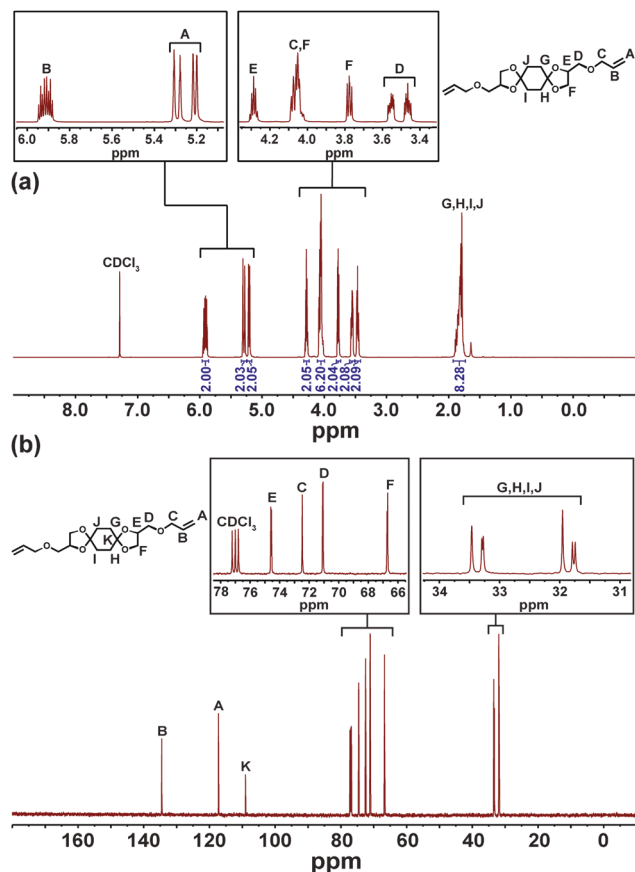 B
A
6.0 5.8 5.6 5.4 5.2
ppm
E
C,F
F
D
4.2 4.0 3.8 3.6 3.4
ppm
J G E D C A
O O O B
O O O
I H F
(a)
CDCl3
G,H,I,J
2.00 2.03 2.05 2.05 6.20 2.04 2.08 2.09 8.28
8.0 7.0 6.0 5.0 4.0 3.0 2.0 1.0 0.0
ppm
(b)
J G E D C A
O K O O B
O O O
I H F
CDCl3
E
C
D
F
78 76 74 72 70 68 66
ppm
G,H,I,J
34 33 32 31
ppm
B
A
K
160 140 120 100 80 60 40 20 0
ppm